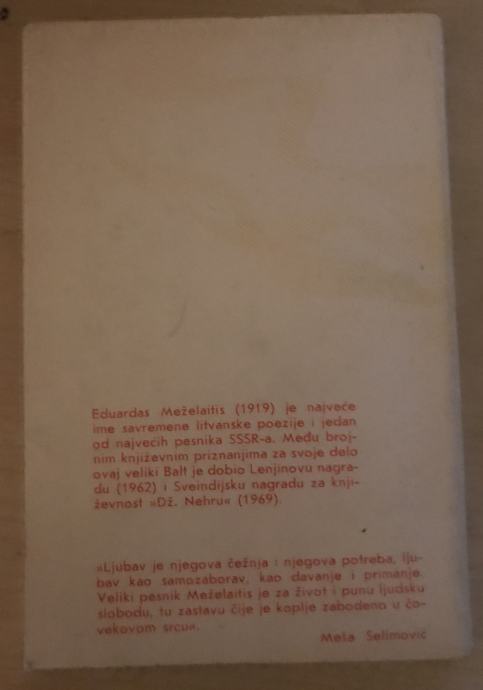 Eduardas Meželaitis (1919) je najveće
ime savremene litvanske poezije i jedan
od najvećih pesnika SSSR-a. Među broj-
nim književnim priznanjima za svoje delo
ovaj veliki Balt je dobio Lenjinovu nagra-
du (1962) i Sveindijsku nagradu za knji-
ževnost »Dž. Nehru« (1969).
»Ljubav je njegova čežnja i njegova potreba, lju-
bav kao samozaborav, kao davanje i primanje.
Veliki pesnik Meželaitis je za život i punu ljudsku
slobodu, tu zastavu čije je koplje zabodeno u čo-
vekovom srcu«.
Meša Selimović